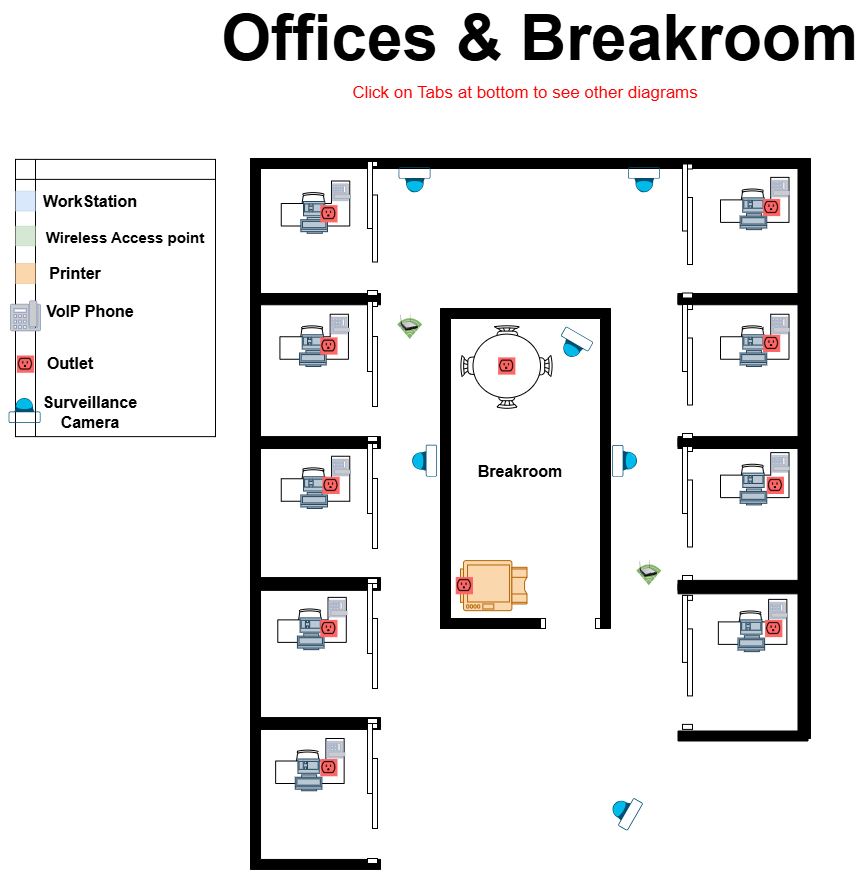 Offices & Breakroom
Click on Tabs at bottom to see other diagrams
WorkStation
Wireless Access point
Printer
VoIP Phone
Outlet
Surveillance
Camera
Breakroom